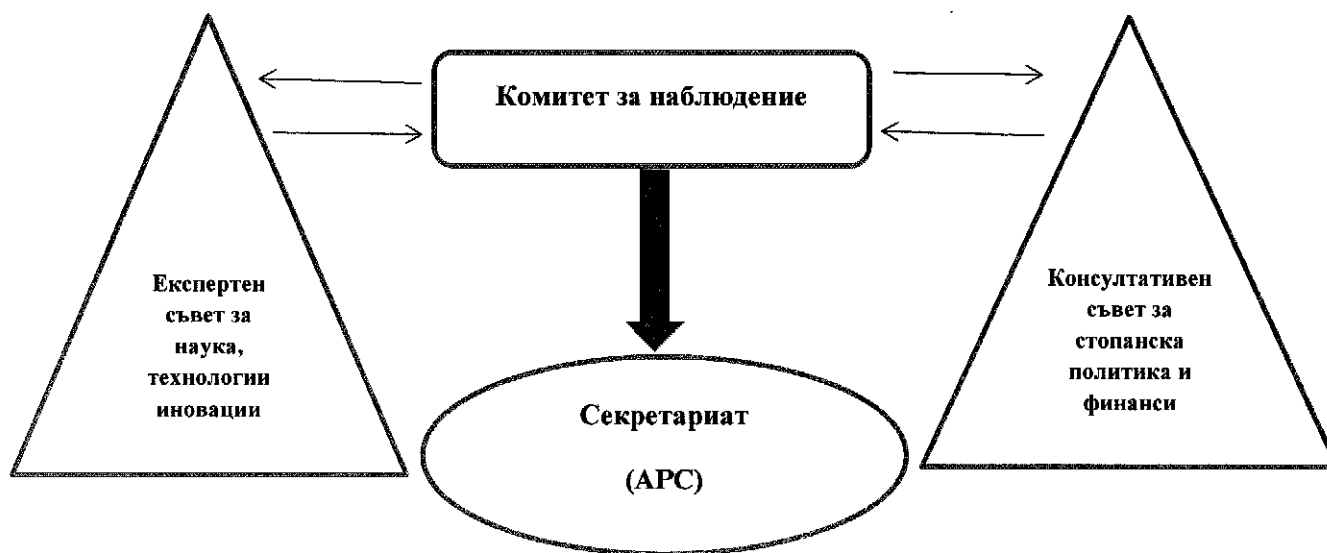 Комитет за наблюдение
Експертен
съвет за
наука,
технологии
иновации
Консултативен
съвет за
стопанска
политика и
финанси
Секретариат
(АРС)